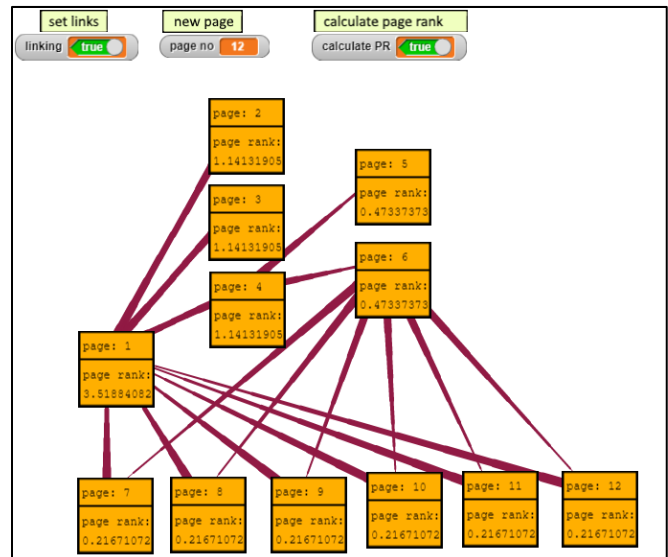 set links
new page
calculate page rank
linking true
page no 12
calculate PR true
page: 2
page rank:
1.14131905
page: 3
page rank:
1.14131905
page: 4
page rank:
1.14131905
page: 5
page rank:
0.47337373
page: 6
page rank:
0.47337373
page: 1
page rank:
3.51884082
page: 7
page rank:
0.21671072
page: 8
page rank:
0.21671072
page: 9
page rank:
0.21671072
page: 10
page rank:
0.21671072
page: 11
page rank:
0.21671072
page: 12
page rank:
0.21671072